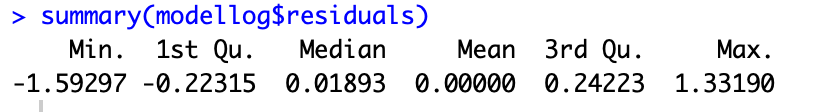 > summary(modellog$residuals)
Min. 1st Qu. Median Mean 3rd Qu. Max.
-1.59297 -0.22315 0.01893 0.00000 0.24223 1.33190